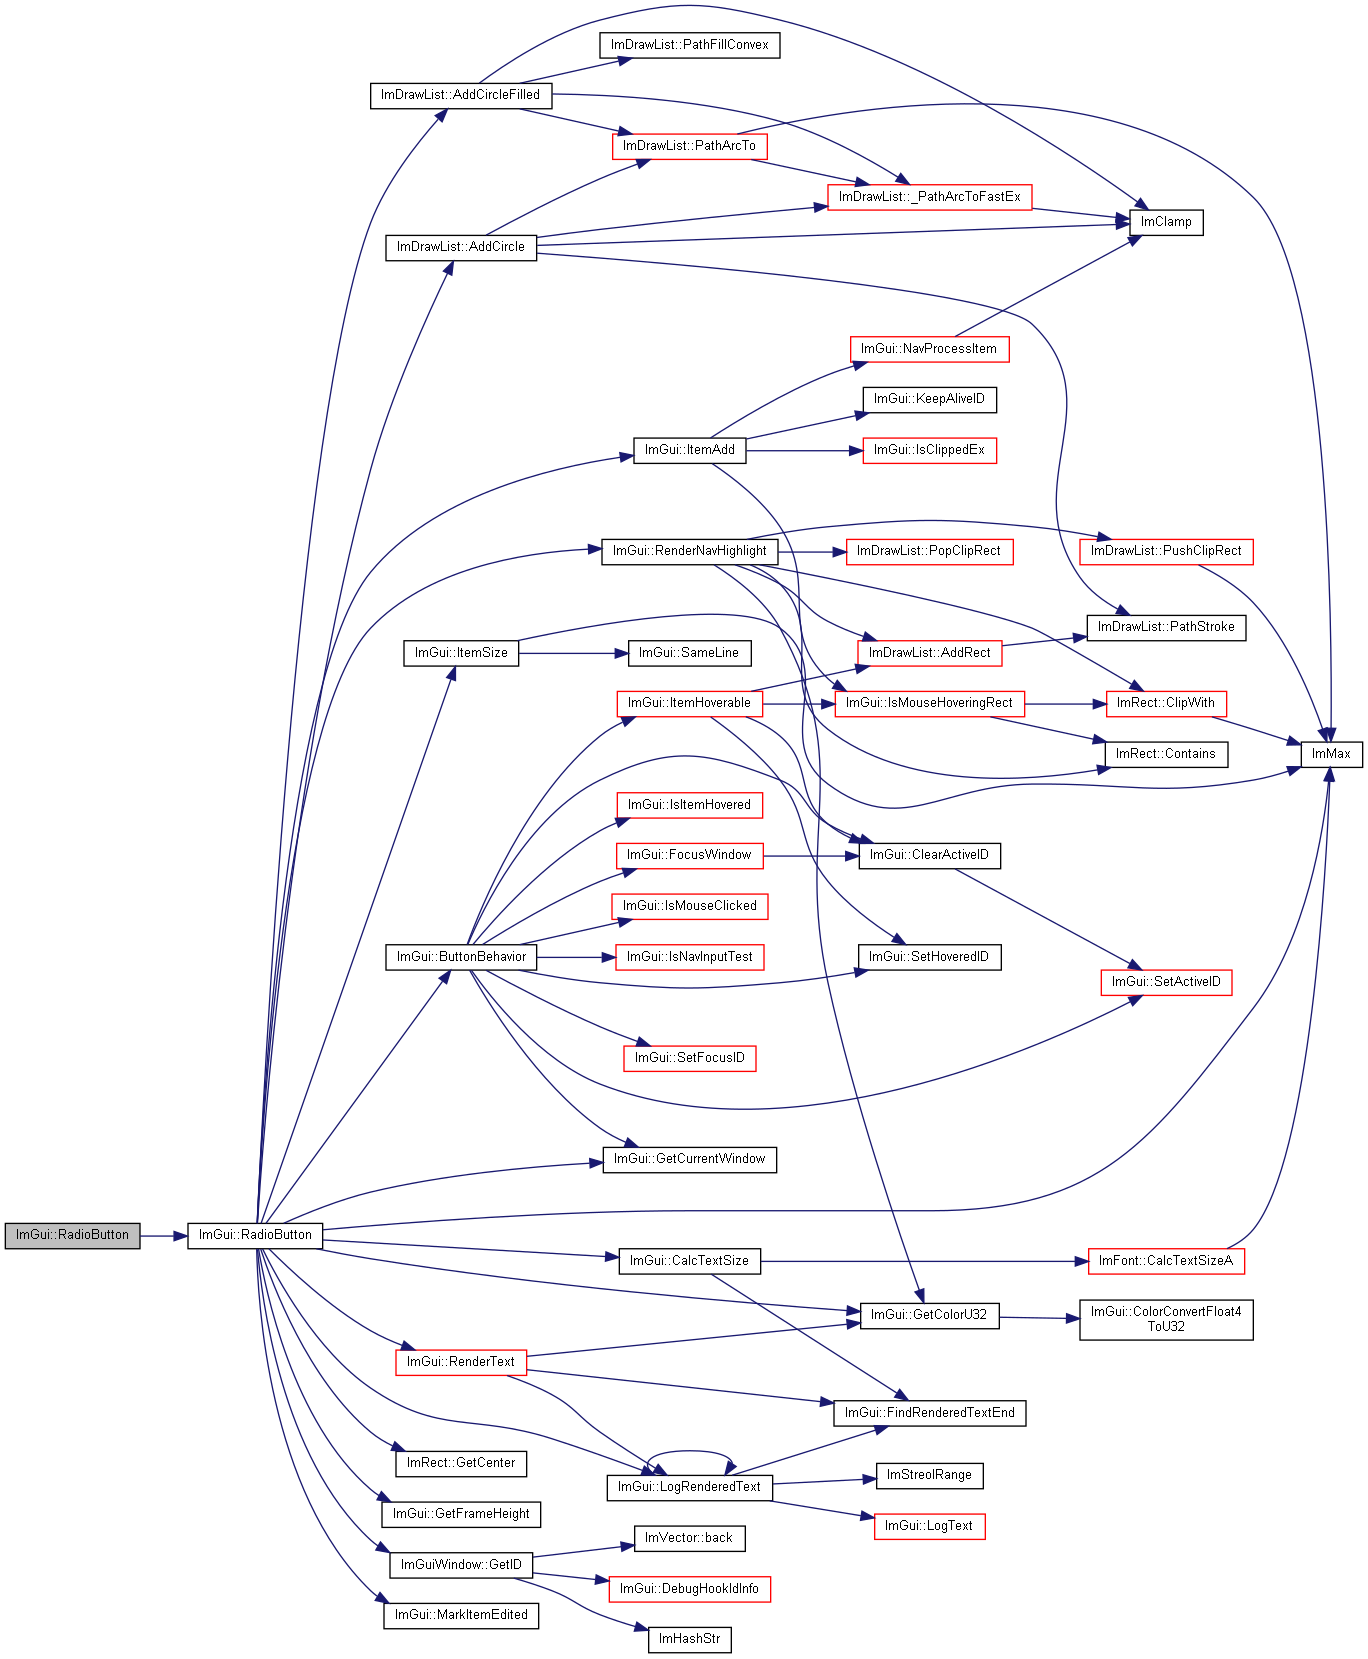 ImDrawList::PathFillConvex
ImDrawList::AddCircleFilled
ImDrawList::PathArcTo
ImDrawList::_PathArcToFastEx
ImClamp
ImDrawList::AddCircle
ImGui::NavProcessItem
ImGui::KeepAliveID
ImGui::ItemAdd
ImGui::IsClippedEx
ImGui::RenderNavHighlight
ImDrawList::PopClipRect
ImDrawList::PushClipRect
ImDrawList::PathStroke
ImGui::ItemSize
ImGui::SameLine
ImDrawList::AddRect
ImGui::ItemHoverable
ImGui::IsMouseHoveringRect
ImRect::ClipWith
ImRect::Contains
ImMax
ImGui::IsItemHovered
ImGui::FocusWindow
ImGui::ClearActiveID
ImGui::IsMouseClicked
ImGui::ButtonBehavior
ImGui::IsNavInputTest
ImGui::SetHoveredID
ImGui::SetActiveID
ImGui::SetFocusID
ImGui::GetCurrentWindow
ImGui::RadioButton
ImGui::RadioButton
ImGui::CalcTextSize
ImFont::CalcTextSizeA
ImGui::GetColorU32
ImGui::ColorConvertFloat4
ToU32
ImGui::RenderText
ImGui::FindRenderedTextEnd
ImRect::GetCenter
ImGui::LogRenderedText
ImStreolRange
ImGui::GetFrameHeight
ImGui::LogText
ImVector::back
ImGuiWindow::GetID
ImGui::DebugHookIdInfo
ImGui::MarkItemEdited
ImHashStr